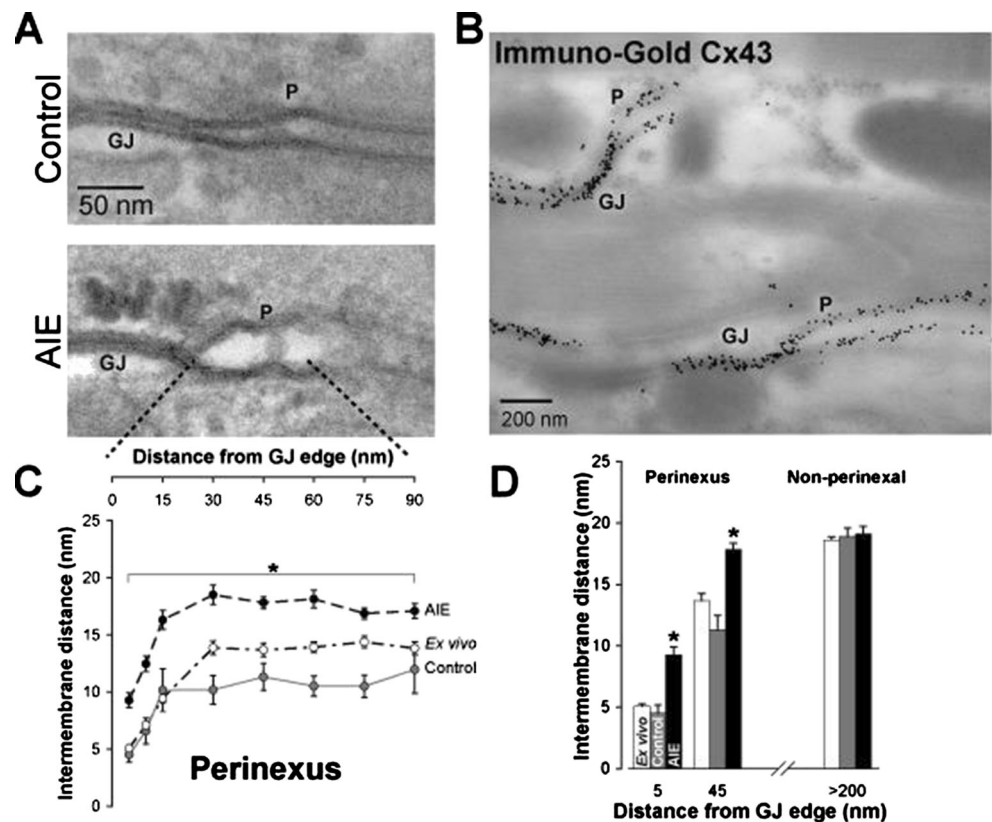 A
Control
P
GJ
50 nm
AIE
P
GJ
B
Immuno-Gold Cx43
P
GJ
P
GJ
200 nm
C
Distance from GJ edge (nm)
0 15 30 45 60 75 90
Intermembrane distance (nm)
25
20
15
10
5
0
*
AIE
Ex vivo
Control
Perinexus
D
Intermembrane distance (nm)
25
20
15
10
5
0
Perinexus
Non-perinexal
*
*
Ex vivo
Control
AIE
5 45 >200
Distance from GJ edge (nm)